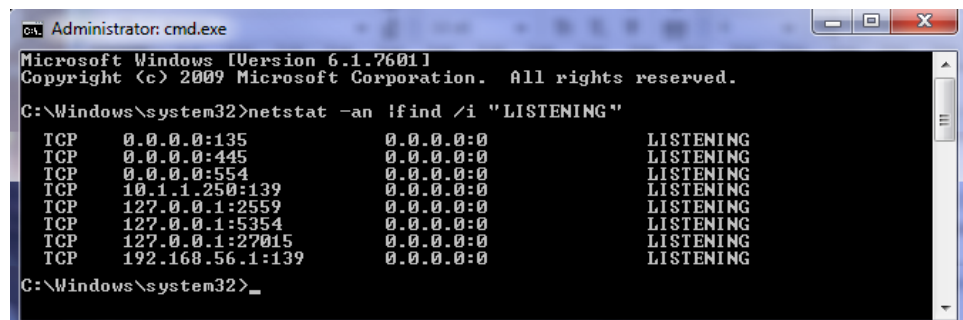 Administrator: cmd.exe
Microsoft Windows [Version 6.1.7601]
Copyright (c) 2009 Microsoft Corporation.  All rights reserved.
C:\Windows\system32>netstat -an |find /i "LISTENING"
TCP    0.0.0.0:135    0.0.0.0:0    LISTENING
TCP    0.0.0.0:445    0.0.0.0:0    LISTENING
TCP    0.0.0.0:554    0.0.0.0:0    LISTENING
TCP    10.1.1.250:139    0.0.0.0:0    LISTENING
TCP    127.0.0.1:2559    0.0.0.0:0    LISTENING
TCP    127.0.0.1:5354    0.0.0.0:0    LISTENING
TCP    127.0.0.1:27015    0.0.0.0:0    LISTENING
TCP    192.168.56.1:139    0.0.0.0:0    LISTENING
C:\Windows\system32>_